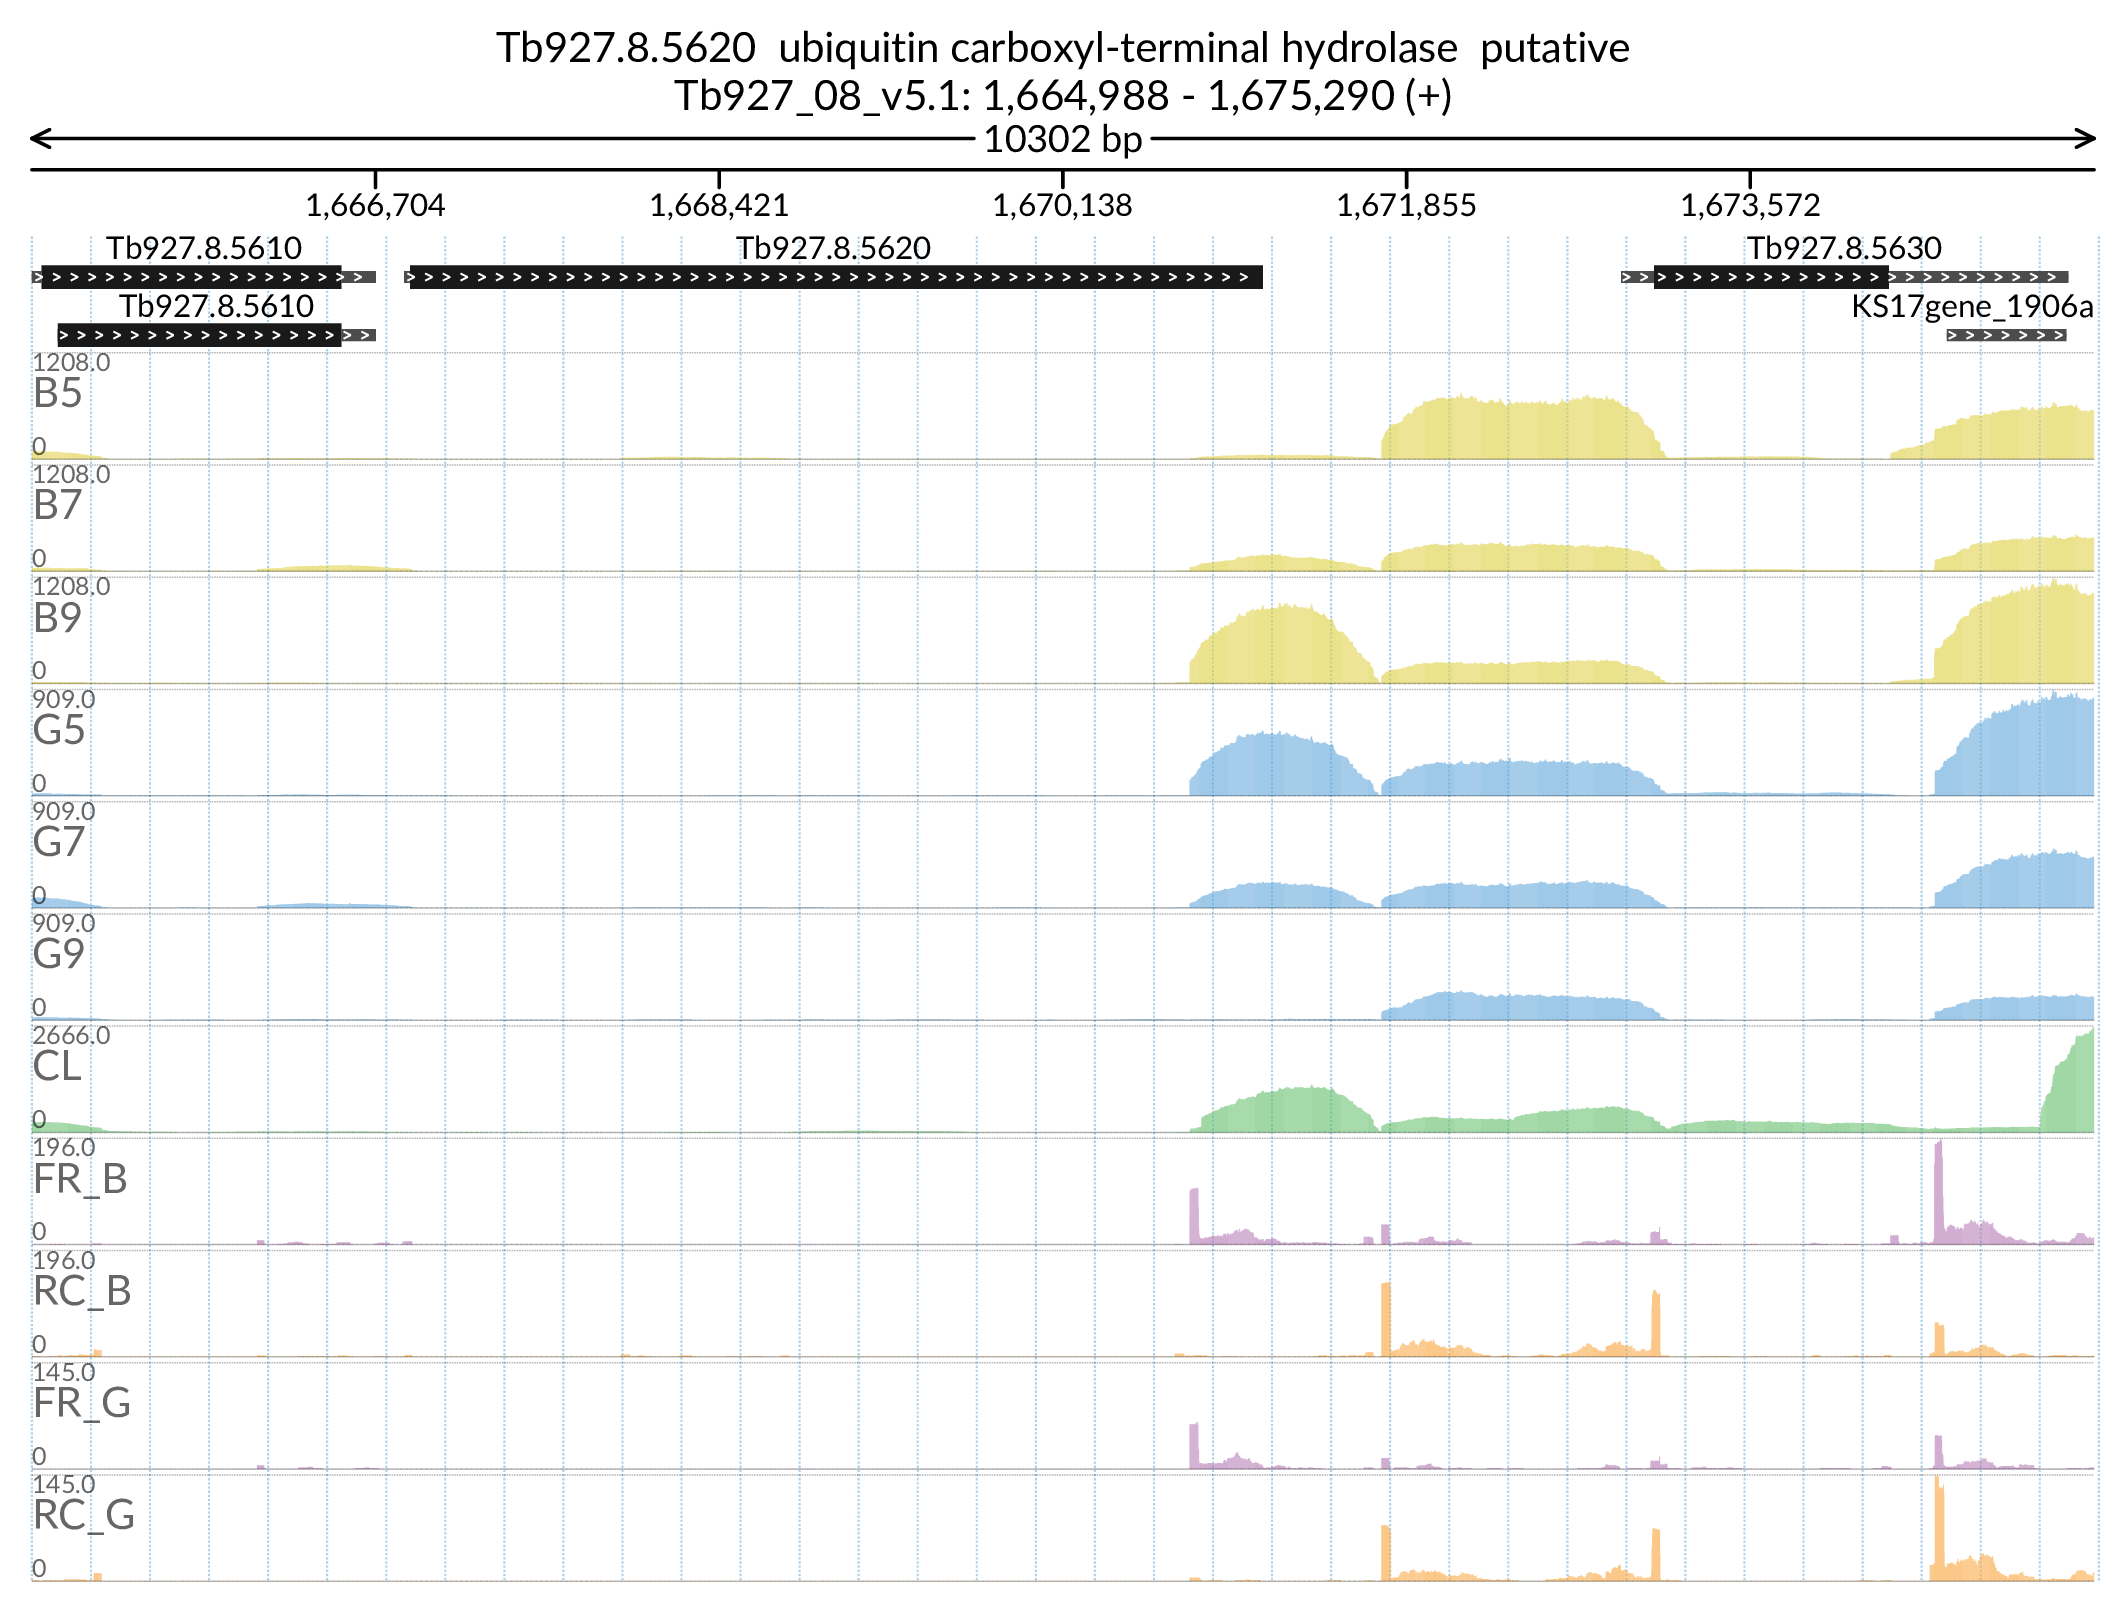 Tb927.8.5620  ubiquitin carboxyl-terminal hydrolase  putative
Tb927_08_v5.1: 1,664,988 - 1,675,290 (+)
10302 bp
1,666,704 1,668,421 1,670,138 1,671,855 1,673,572
Tb927.8.5610 Tb927.8.5620 Tb927.8.5630
Tb927.8.5610 KS17gene_1906a
1208.0
B5
0
1208.0
B7
0
1208.0
B9
0
909.0
G5
0
909.0
G7
0
909.0
G9
0
2666.0
CL
0
196.0
FR_B
0
196.0
RC_B
0
145.0
FR_G
0
145.0
RC_G
0